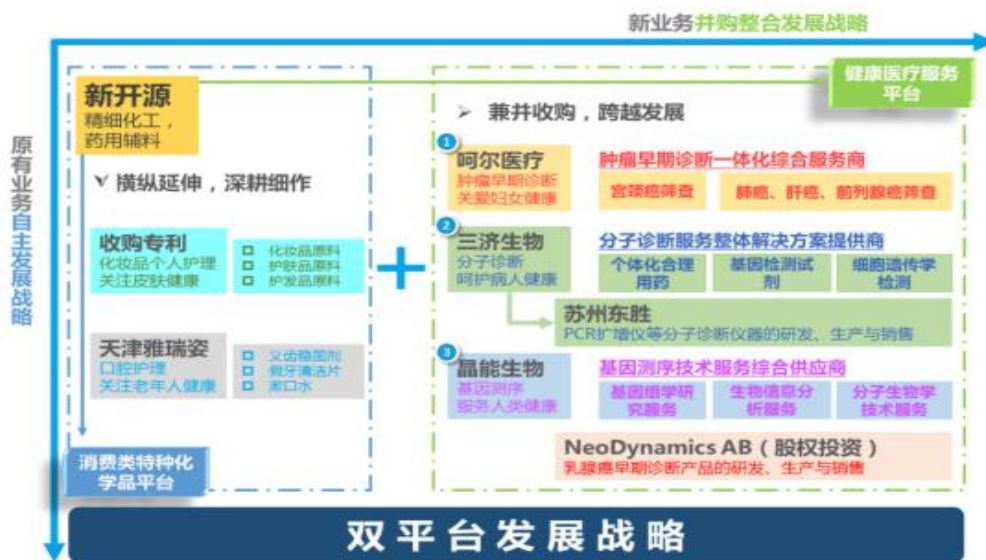 新业务并购整合发展战略
原有业务自主发展战略
新开源
精细化工，
药用辅料
横纵延伸，深耕细作
收购专利
化妆品个人护理
关注皮肤健康
化妆品原料
护肤品原料
护发品原料
天津雅瑞姿
口腔护理
关注老年人健康
义齿稳固剂
假牙清洁片
漱口水
消费类特种化
学品平台
+
健康医疗服务
平台
兼并收购，跨越发展
1
呵尔医疗
肿瘤早期诊断
关爱妇女健康
肿瘤早期诊断一体化综合服务商
宫颈癌筛查
肺癌、肝癌、前列腺癌筛查
2
三济生物
分子诊断
呵护病人健康
分子诊断服务整体解决方案提供商
个体化合理
用药
基因检测试
剂
细胞遗传学
检测
苏州东胜
PCR扩增仪等分子诊断仪器的研发、生产与销售
3
晶能生物
基因测序
服务人类健康
基因测序技术服务综合供应商
基因组学研
究服务
生物信息分
析服务
分子生物学
技术服务
NeoDynamics AB（股权投资）
乳腺癌早期诊断产品的研发、生产与销售
双平台发展战略